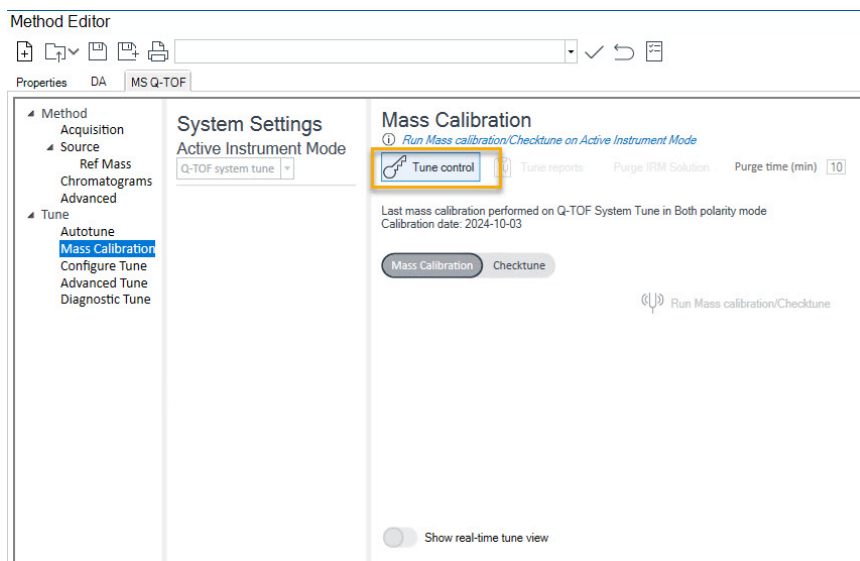 Method Editor
Properties DA MS Q-TOF
Method
Acquisition
Source
Ref Mass
Chromatograms
Advanced
Tune
Autotune
Mass Calibration
Configure Tune
Advanced Tune
Diagnostic Tune
System Settings
Active Instrument Mode
Q-TOF system tune
Mass Calibration
Run Mass calibration/Checktune on Active Instrument Mode
Tune control Tune reports Purge IRM Solution Purge time (min) 10
Last mass calibration performed on Q-TOF System Tune in Both polarity mode
Calibration date: 2024-10-03
Mass Calibration Checktune
Run Mass calibration/Checktune
Show real-time tune view